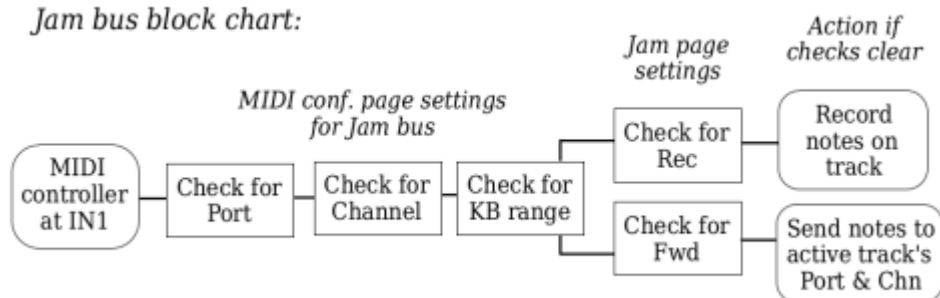 Jam bus block chart:
Action if
checks clear
Jam page
settings
MIDI conf. page settings
for Jam bus
MIDI
controller
at IN1
Check for
Port
Check for
Channel
Check for
KB range
Check for
Rec
Record
notes on
track
Check for
Fwd
Send notes to
active track's
Port & Chn